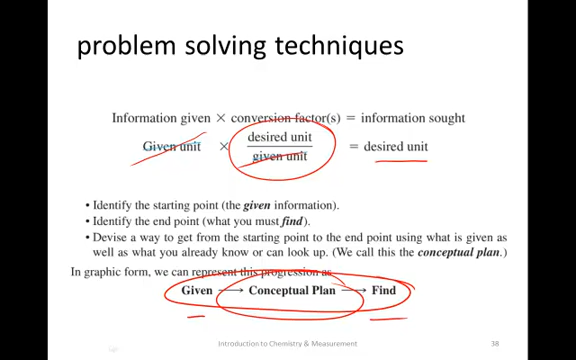 problem solving techniques
Information given × conversion factor(s) = information sought
Given unit × desired unit / given unit = desired unit
• Identify the starting point (the given information).
• Identify the end point (what you must find).
• Devise a way to get from the starting point to the end point using what is given as
well as what you already know or can look up. (We call this the conceptual plan.)
In graphic form, we can represent this progression as
Given → Conceptual Plan → Find
Introduction to Chemistry & Measurement
38